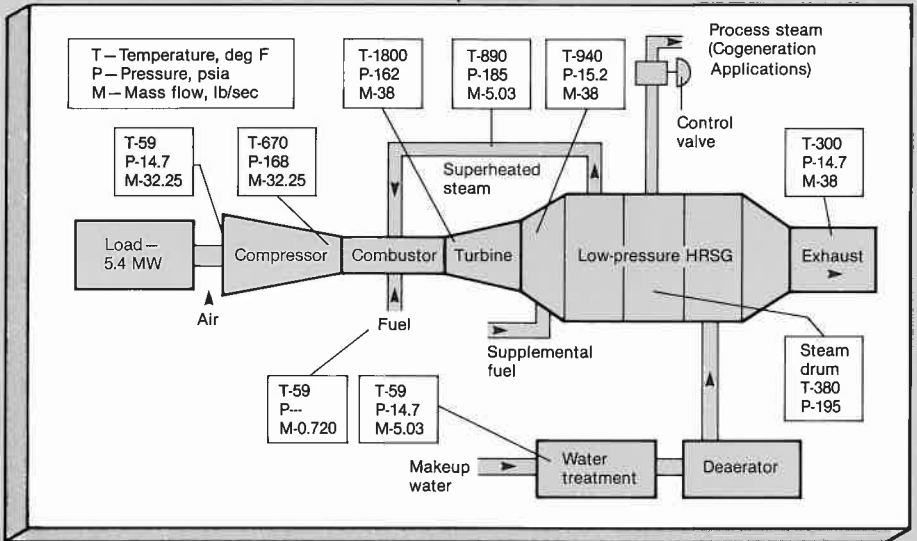 T—Temperature, deg F
P—Pressure, psia
M—Mass flow, lb/sec
T-59
P-14.7
M-32.25
T-670
P-168
M-32.25
T-1800
P-162
M-38
T-890
P-185
M-5.03
T-940
P-15.2
M-38
Process steam
(Cogeneration
Applications)
Control
valve
T-300
P-14.7
M-38
Superheated
steam
Load—
5.4 MW
Compressor
Combustor
Turbine
Low-pressure HRSG
Exhaust
Air
Fuel
Supplemental
fuel
Steam
drum
T-380
P-195
T-59
P---
M-0.720
T-59
P-14.7
M-5.03
Makeup
water
Water
treatment
Deaerator